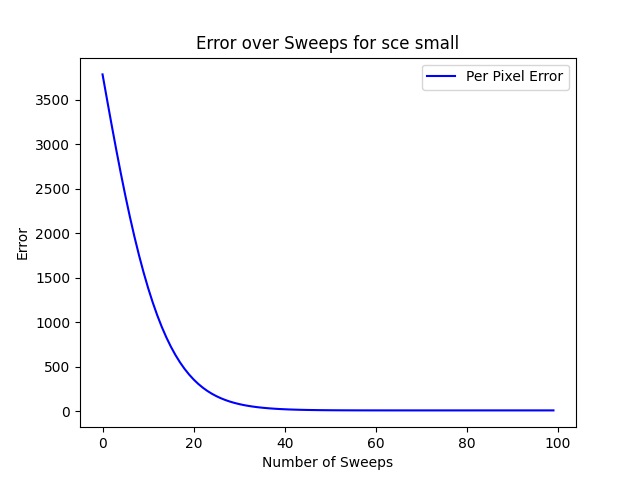 Error over Sweeps for sce small
Per Pixel Error
3500
3000
2500
2000
1500
1000
500
0
Error
0 20 40 60 80 100
Number of Sweeps